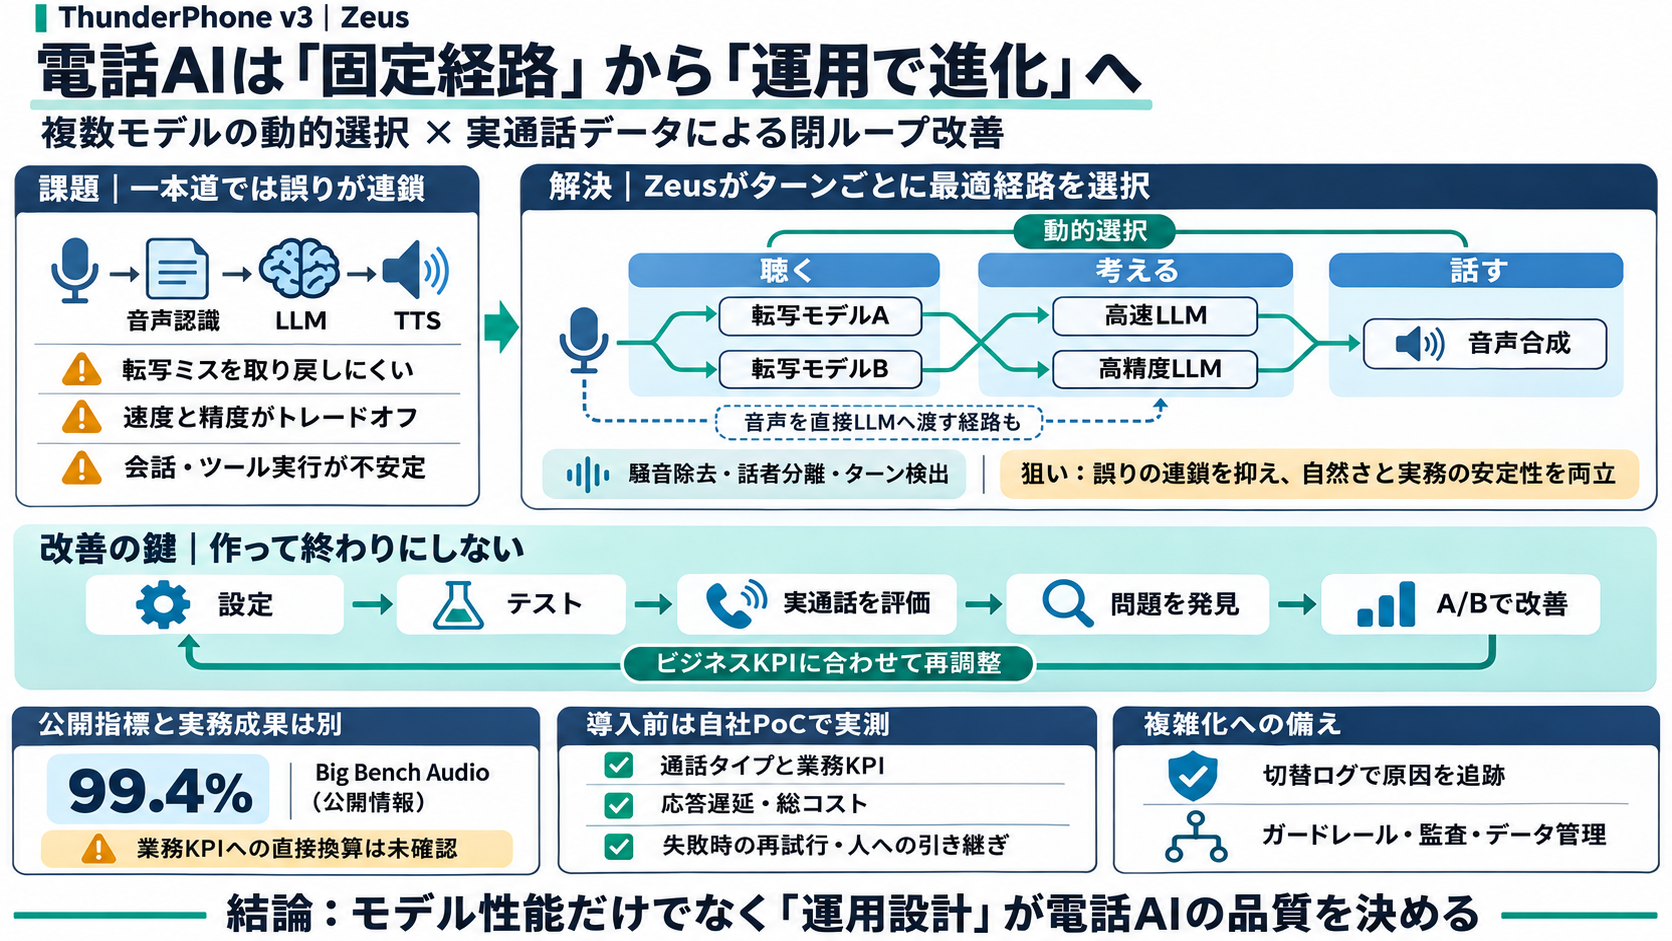 ThunderPhone v3｜Zeus
電話AIは「固定経路」から「運用で進化」へ
複数モデルの動的選択 × 実通話データによる閉ループ改善
課題｜一本道では誤りが連鎖
音声認識
LLM
TTS
転写ミスを取り戻しにくい
速度と精度がトレードオフ
会話・ツール実行が不安定
解決｜Zeusがターンごとに最適経路を選択
動的選択
聴く
考える
話す
転写モデルA
転写モデルB
高速LLM
高精度LLM
音声合成
音声を直接LLMへ渡す経路も
騒音除去・話者分離・ターン検出
狙い：誤りの連鎖を抑え、自然さと実務の安定性を両立
改善の鍵｜作って終わりにしない
設定
テスト
実通話を評価
問題を発見
A/Bで改善
ビジネスKPIに合わせて再調整
公開指標と実務成果は別
99.4%
Big Bench Audio
（公開情報）
業務KPIへの直接換算は未確認
導入前は自社PoCで実測
通話タイプと業務KPI
応答遅延・総コスト
失敗時の再試行・人への引き継ぎ
複雑化への備え
切替ログで原因を追跡
ガードレール・監査・データ管理
結論：モデル性能だけでなく「運用設計」が電話AIの品質を決める